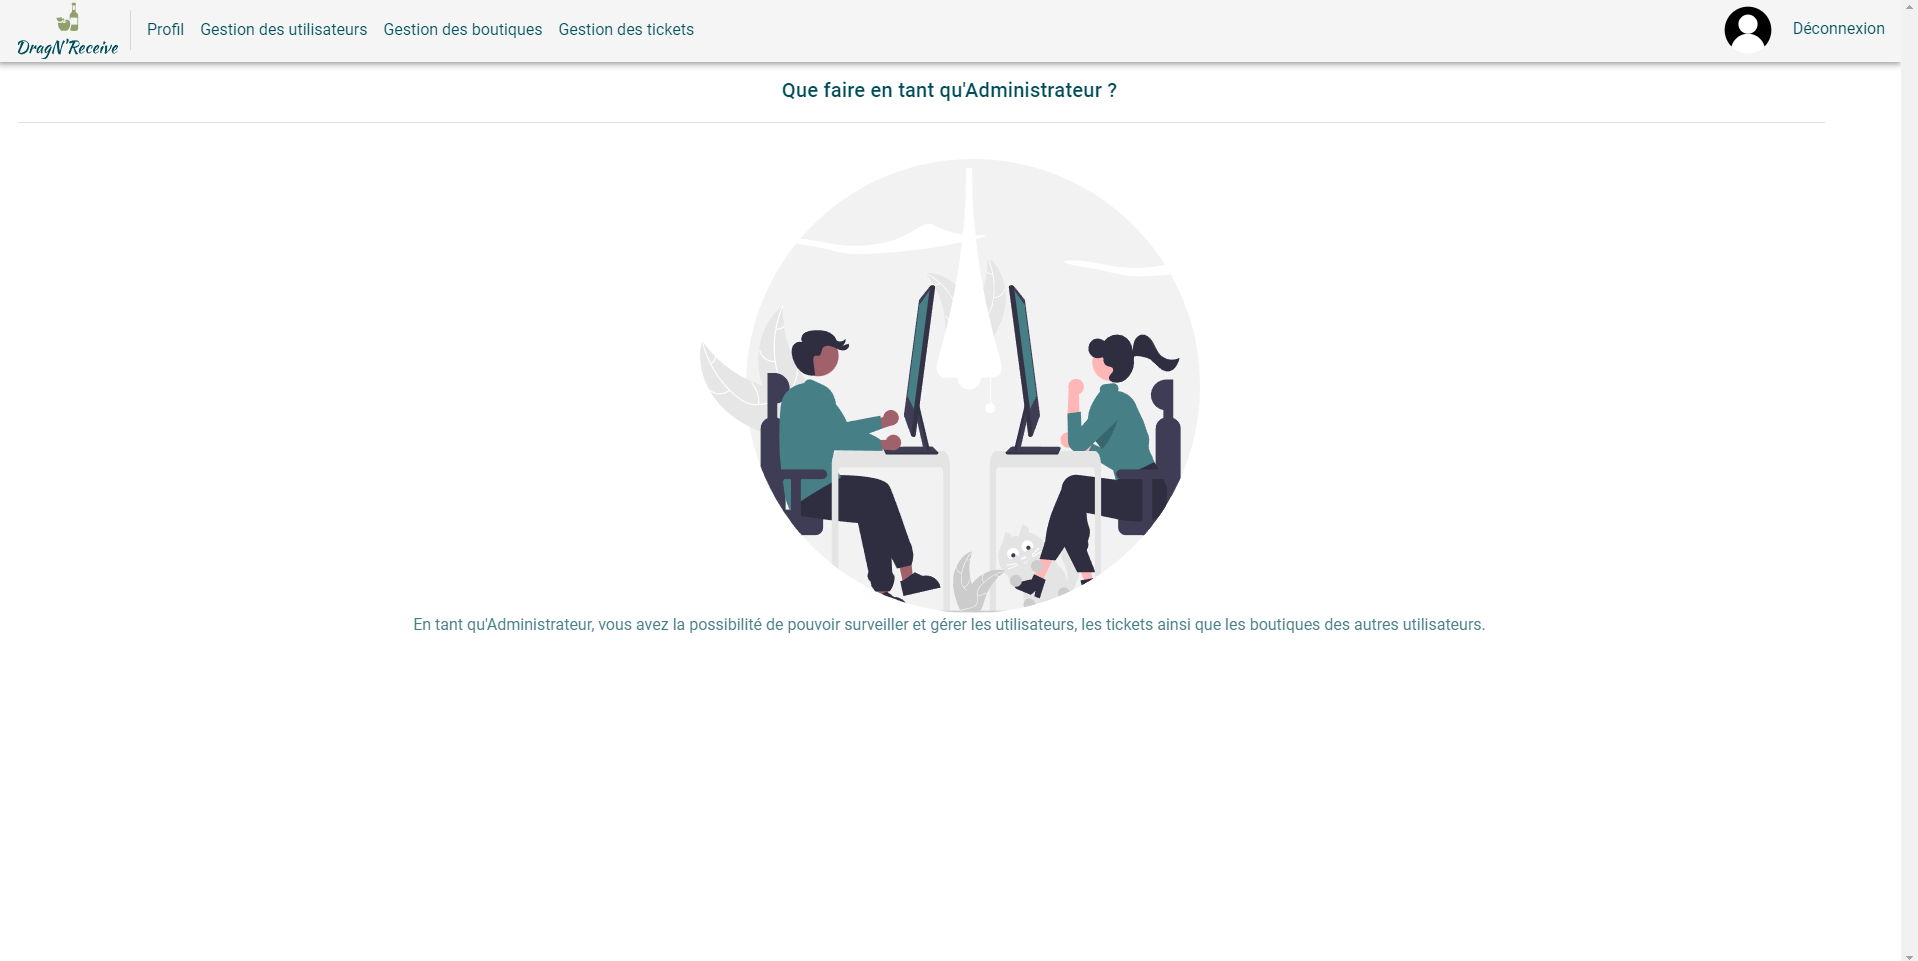 DragN'Receive
Profil Gestion des utilisateurs Gestion des boutiques Gestion des tickets Déconnexion
Que faire en tant qu'Administrateur ?
En tant qu'Administrateur, vous avez la possibilité de pouvoir surveiller et gérer les utilisateurs, les tickets ainsi que les boutiques des autres utilisateurs.